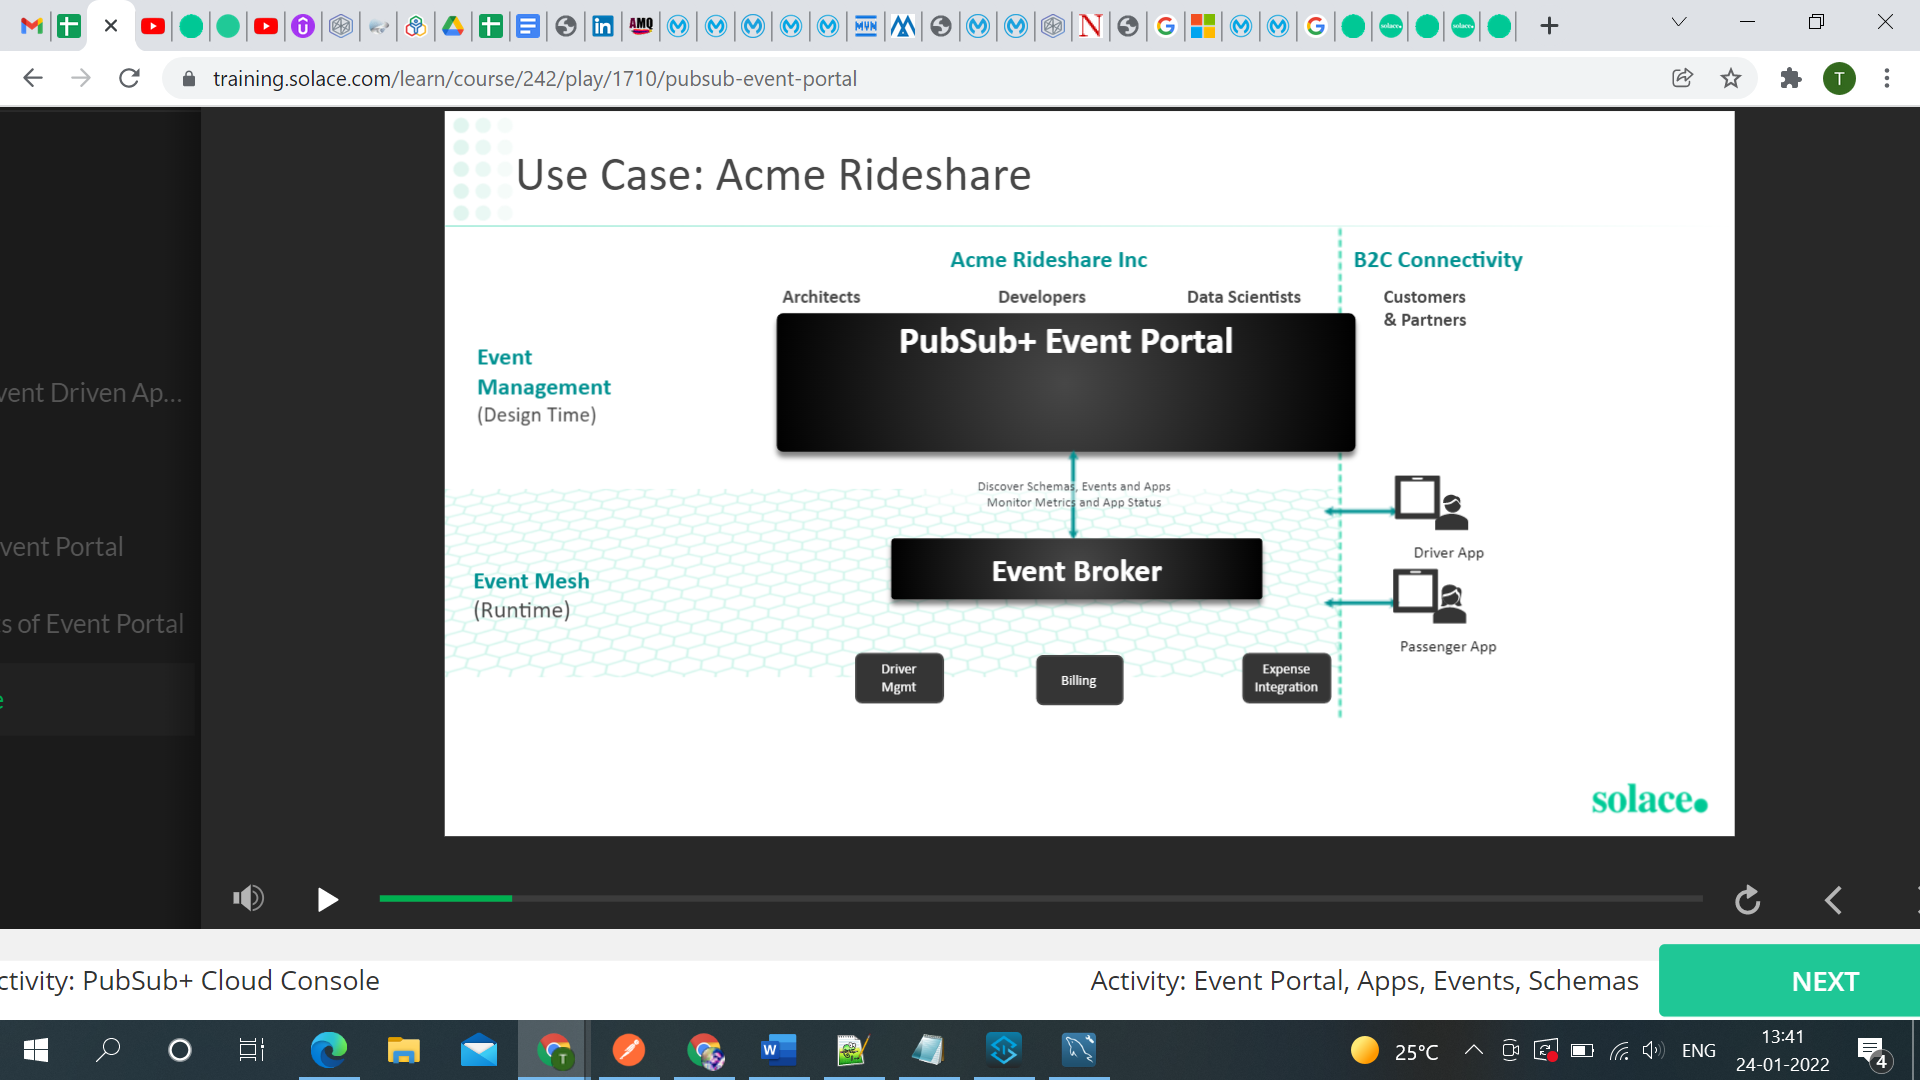 AMQ
MVN
solace.
solace.
training.solace.com/learn/course/242/play/1710/pubsub-event-portal
T
Use Case: Acme Rideshare
Acme Rideshare Inc
B2C Connectivity
Architects
Developers
Data Scientists
Customers
& Partners
PubSub+ Event Portal
Event
Management
(Design Time)
Discover Schemas, Events and Apps
Monitor Metrics and App Status
Event Broker
Event Mesh
(Runtime)
Driver App
Passenger App
Driver
Mgmt
Billing
Expense
Integration
solace.
vent Driven Ap...
vent Portal
s of Event Portal
e
ctivity: PubSub+ Cloud Console
Activity: Event Portal, Apps, Events, Schemas
NEXT
T
W
25°C
ENG
13:41
24-01-2022
4